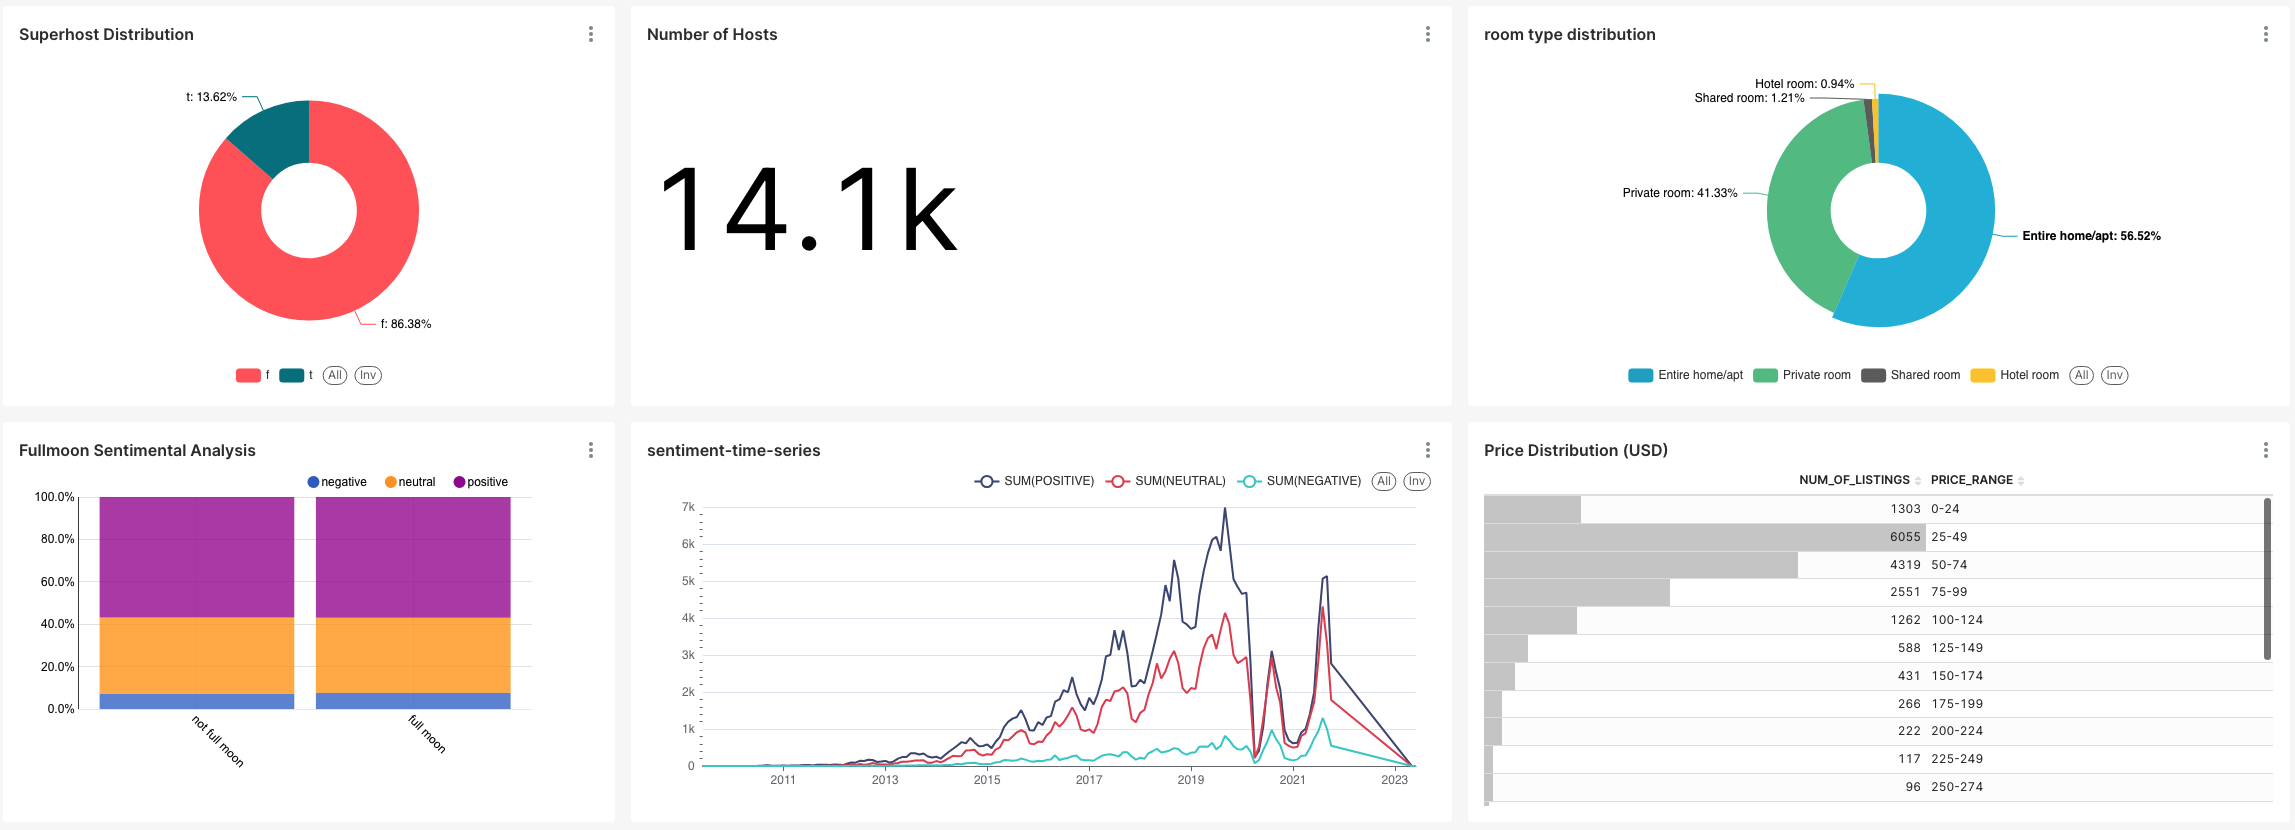 Superhost Distribution
t: 13.62%
f: 86.38%
f t All Inv
Number of Hosts
14.1k
room type distribution
Hotel room: 0.94%
Shared room: 1.21%
Private room: 41.33%
Entire home/apt: 56.52%
Entire home/apt Private room Shared room Hotel room All Inv
Fullmoon Sentimental Analysis
negative neutral positive
100.0%
80.0%
60.0%
40.0%
20.0%
0.0%
not full moon
full moon
sentiment-time-series
SUM(POSITIVE) SUM(NEUTRAL) SUM(NEGATIVE) All Inv
7k
6k
5k
4k
3k
2k
1k
0
2011 2013 2015 2017 2019 2021 2023
Price Distribution (USD)
NUM_OF_LISTINGS PRICE_RANGE
1303 0-24
6055 25-49
4319 50-74
2551 75-99
1262 100-124
588 125-149
431 150-174
266 175-199
222 200-224
117 225-249
96 250-274